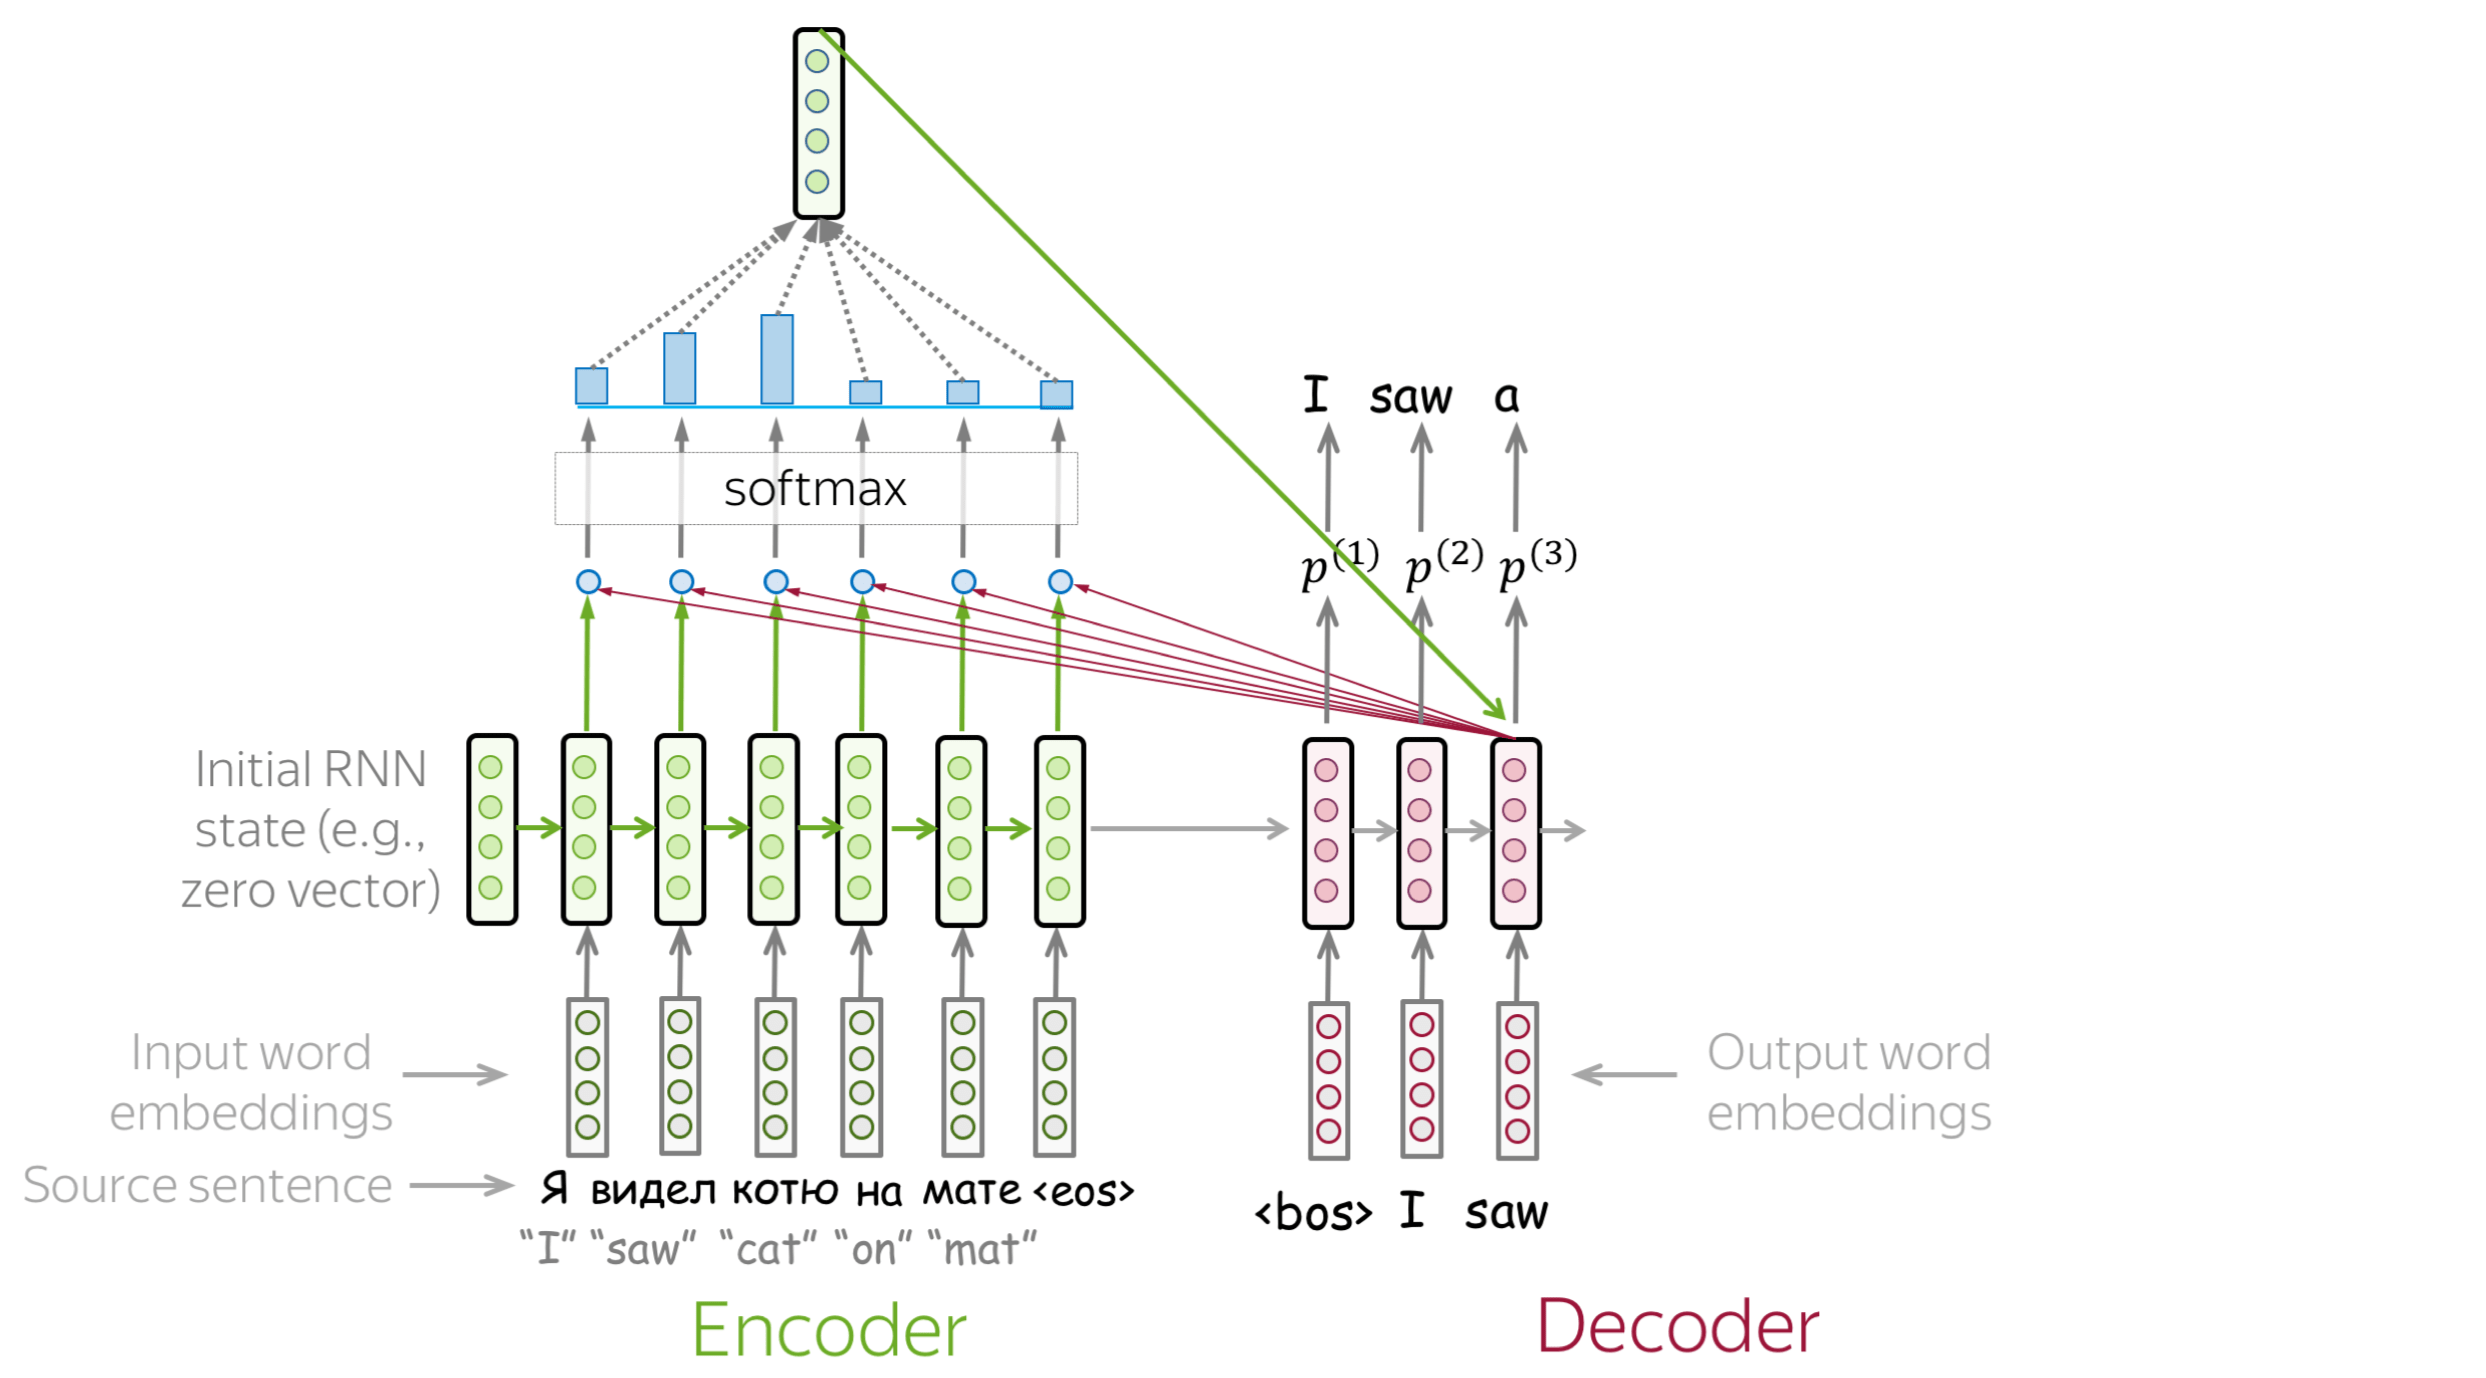 I saw a
softmax
p(1) p(2) p(3)
Initial RNN
state (e.g.,
zero vector)
Input word
embeddings
Output word
embeddings
Source sentence
Я видел котю на мате <eos>
"I" "saw" "cat" "on" "mat"
<bos> I saw
Encoder
Decoder